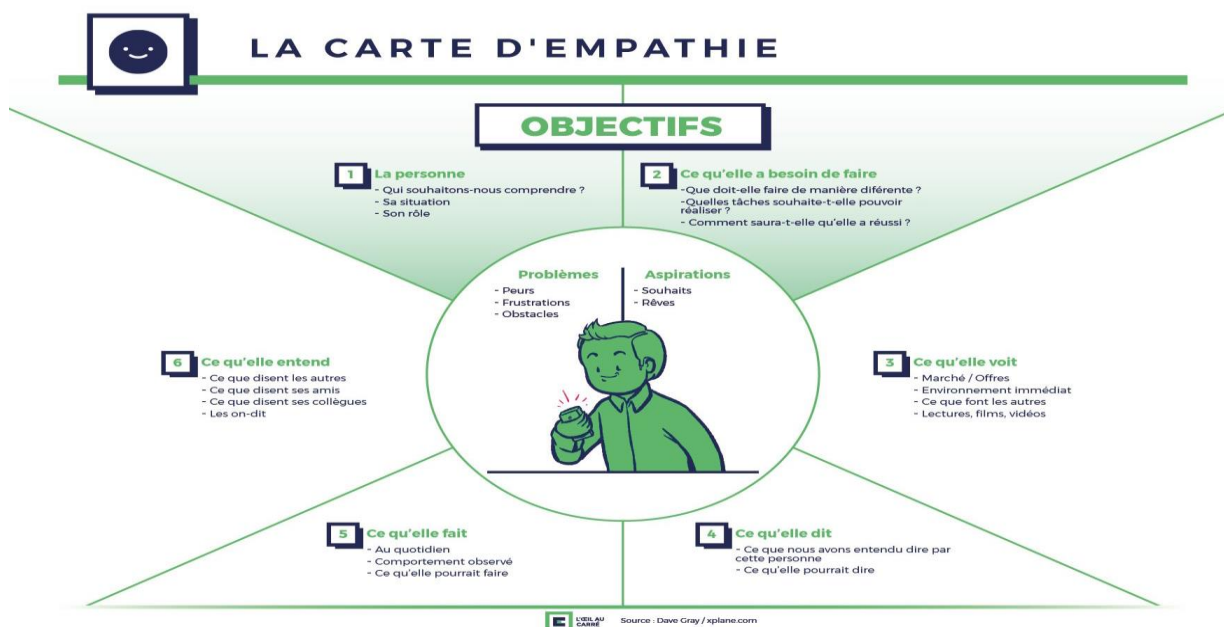 LA CARTE D'EMPATHIE
OBJECTIFS
1 La personne
- Qui souhaitons-nous comprendre ?
- Sa situation
- Son rôle
2 Ce qu'elle a besoin de faire
-Que doit-elle faire de manière diférente ?
-Quelles tâches souhaite-t-elle pouvoir
réaliser ?
- Comment saura-t-elle qu'elle a réussi ?
Problèmes
- Peurs
- Frustrations
- Obstacles
Aspirations
- Souhaits
- Rêves
3 Ce qu'elle voit
- Marché / Offres
- Environnement immédiat
- Ce que font les autres
- Lectures, films, vidéos
4 Ce qu'elle dit
- Ce que nous avons entendu dire par
cette personne
- Ce qu'elle pourrait dire
5 Ce qu'elle fait
- Au quotidien
- Comportement observé
- Ce qu'elle pourrait faire
6 Ce qu'elle entend
- Ce que disent les autres
- Ce que disent ses amis
- Ce que disent ses collègues
- Les on-dit
L'ŒIL AU
CARRÉ
Source : Dave Gray / xplane.com